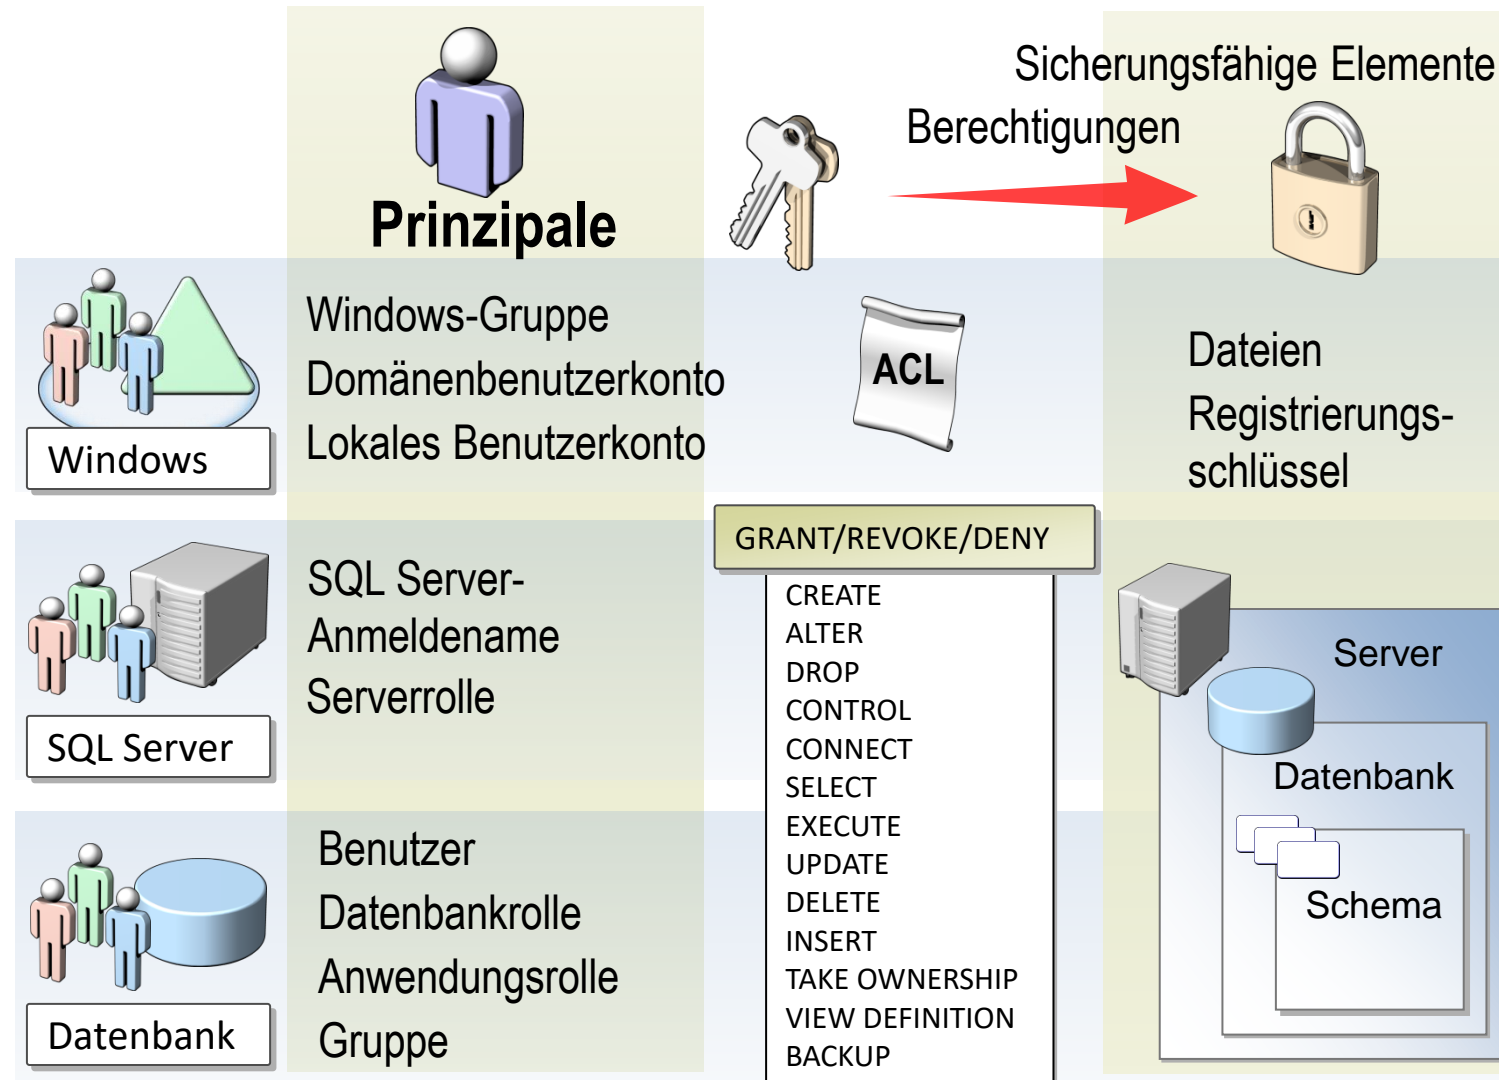 Sicherungsfähige Elemente
Berechtigungen
Prinzipale
Windows-Gruppe
Domänenbenutzerkonto
Lokales Benutzerkonto
Windows
ACL
Dateien
Registrierungs-
schlüssel
GRANT/REVOKE/DENY
SQL Server-
Anmeldename
Serverrolle
SQL Server
CREATE
ALTER
DROP
CONTROL
CONNECT
SELECT
EXECUTE
UPDATE
DELETE
INSERT
TAKE OWNERSHIP
VIEW DEFINITION
BACKUP
Server
Datenbank
Schema
Benutzer
Datenbankrolle
Anwendungsrolle
Gruppe
Datenbank